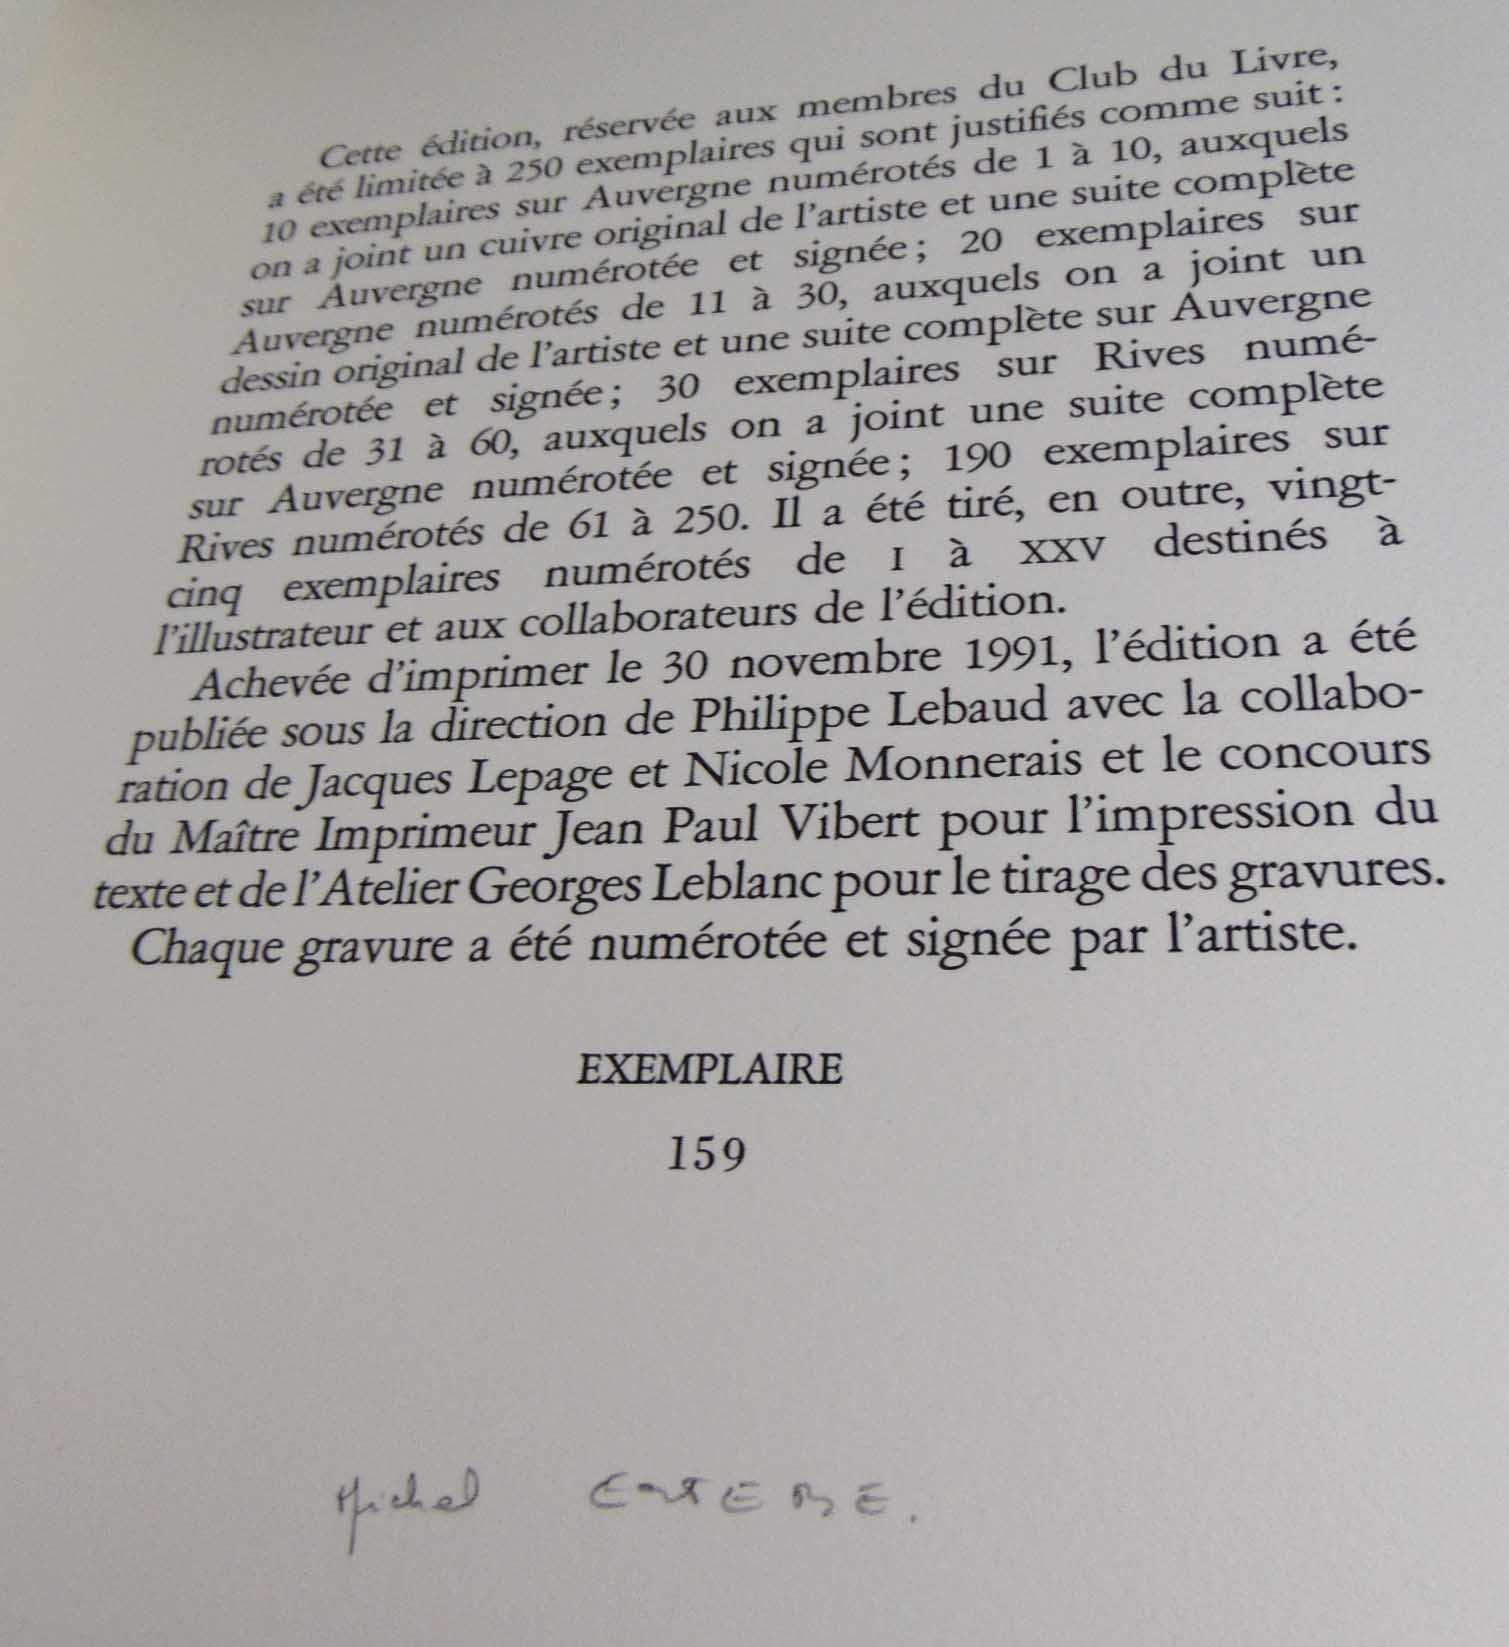 Cette édition, réservée aux membres du Club du Livre,
a été limitée à 250 exemplaires qui sont justifiés comme suit :
10 exemplaires sur Auvergne numérotés de 1 à 10, auxquels
on a joint un cuivre original de l'artiste et une suite complète
sur Auvergne numérotée et signée ; 20 exemplaires sur
Auvergne numérotés de 11 à 30, auxquels on a joint un
dessin original de l'artiste et une suite complète sur Auvergne
numérotée et signée ; 30 exemplaires sur Rives numé-
rotés de 31 à 60, auxquels on a joint une suite complète
sur Auvergne numérotée et signée ; 190 exemplaires sur
Rives numérotés de 61 à 250. Il a été tiré, en outre, vingt-
cinq exemplaires numérotés de I à XXV destinés à
l'illustrateur et aux collaborateurs de l'édition.
Achevée d'imprimer le 30 novembre 1991, l'édition a été
publiée sous la direction de Philippe Lebaud avec la collabo-
ration de Jacques Lepage et Nicole Monnerais et le concours
du Maître Imprimeur Jean Paul Vibert pour l'impression du
texte et de l'Atelier Georges Leblanc pour le tirage des gravures.
Chaque gravure a été numérotée et signée par l'artiste.
EXEMPLAIRE
159
Michel